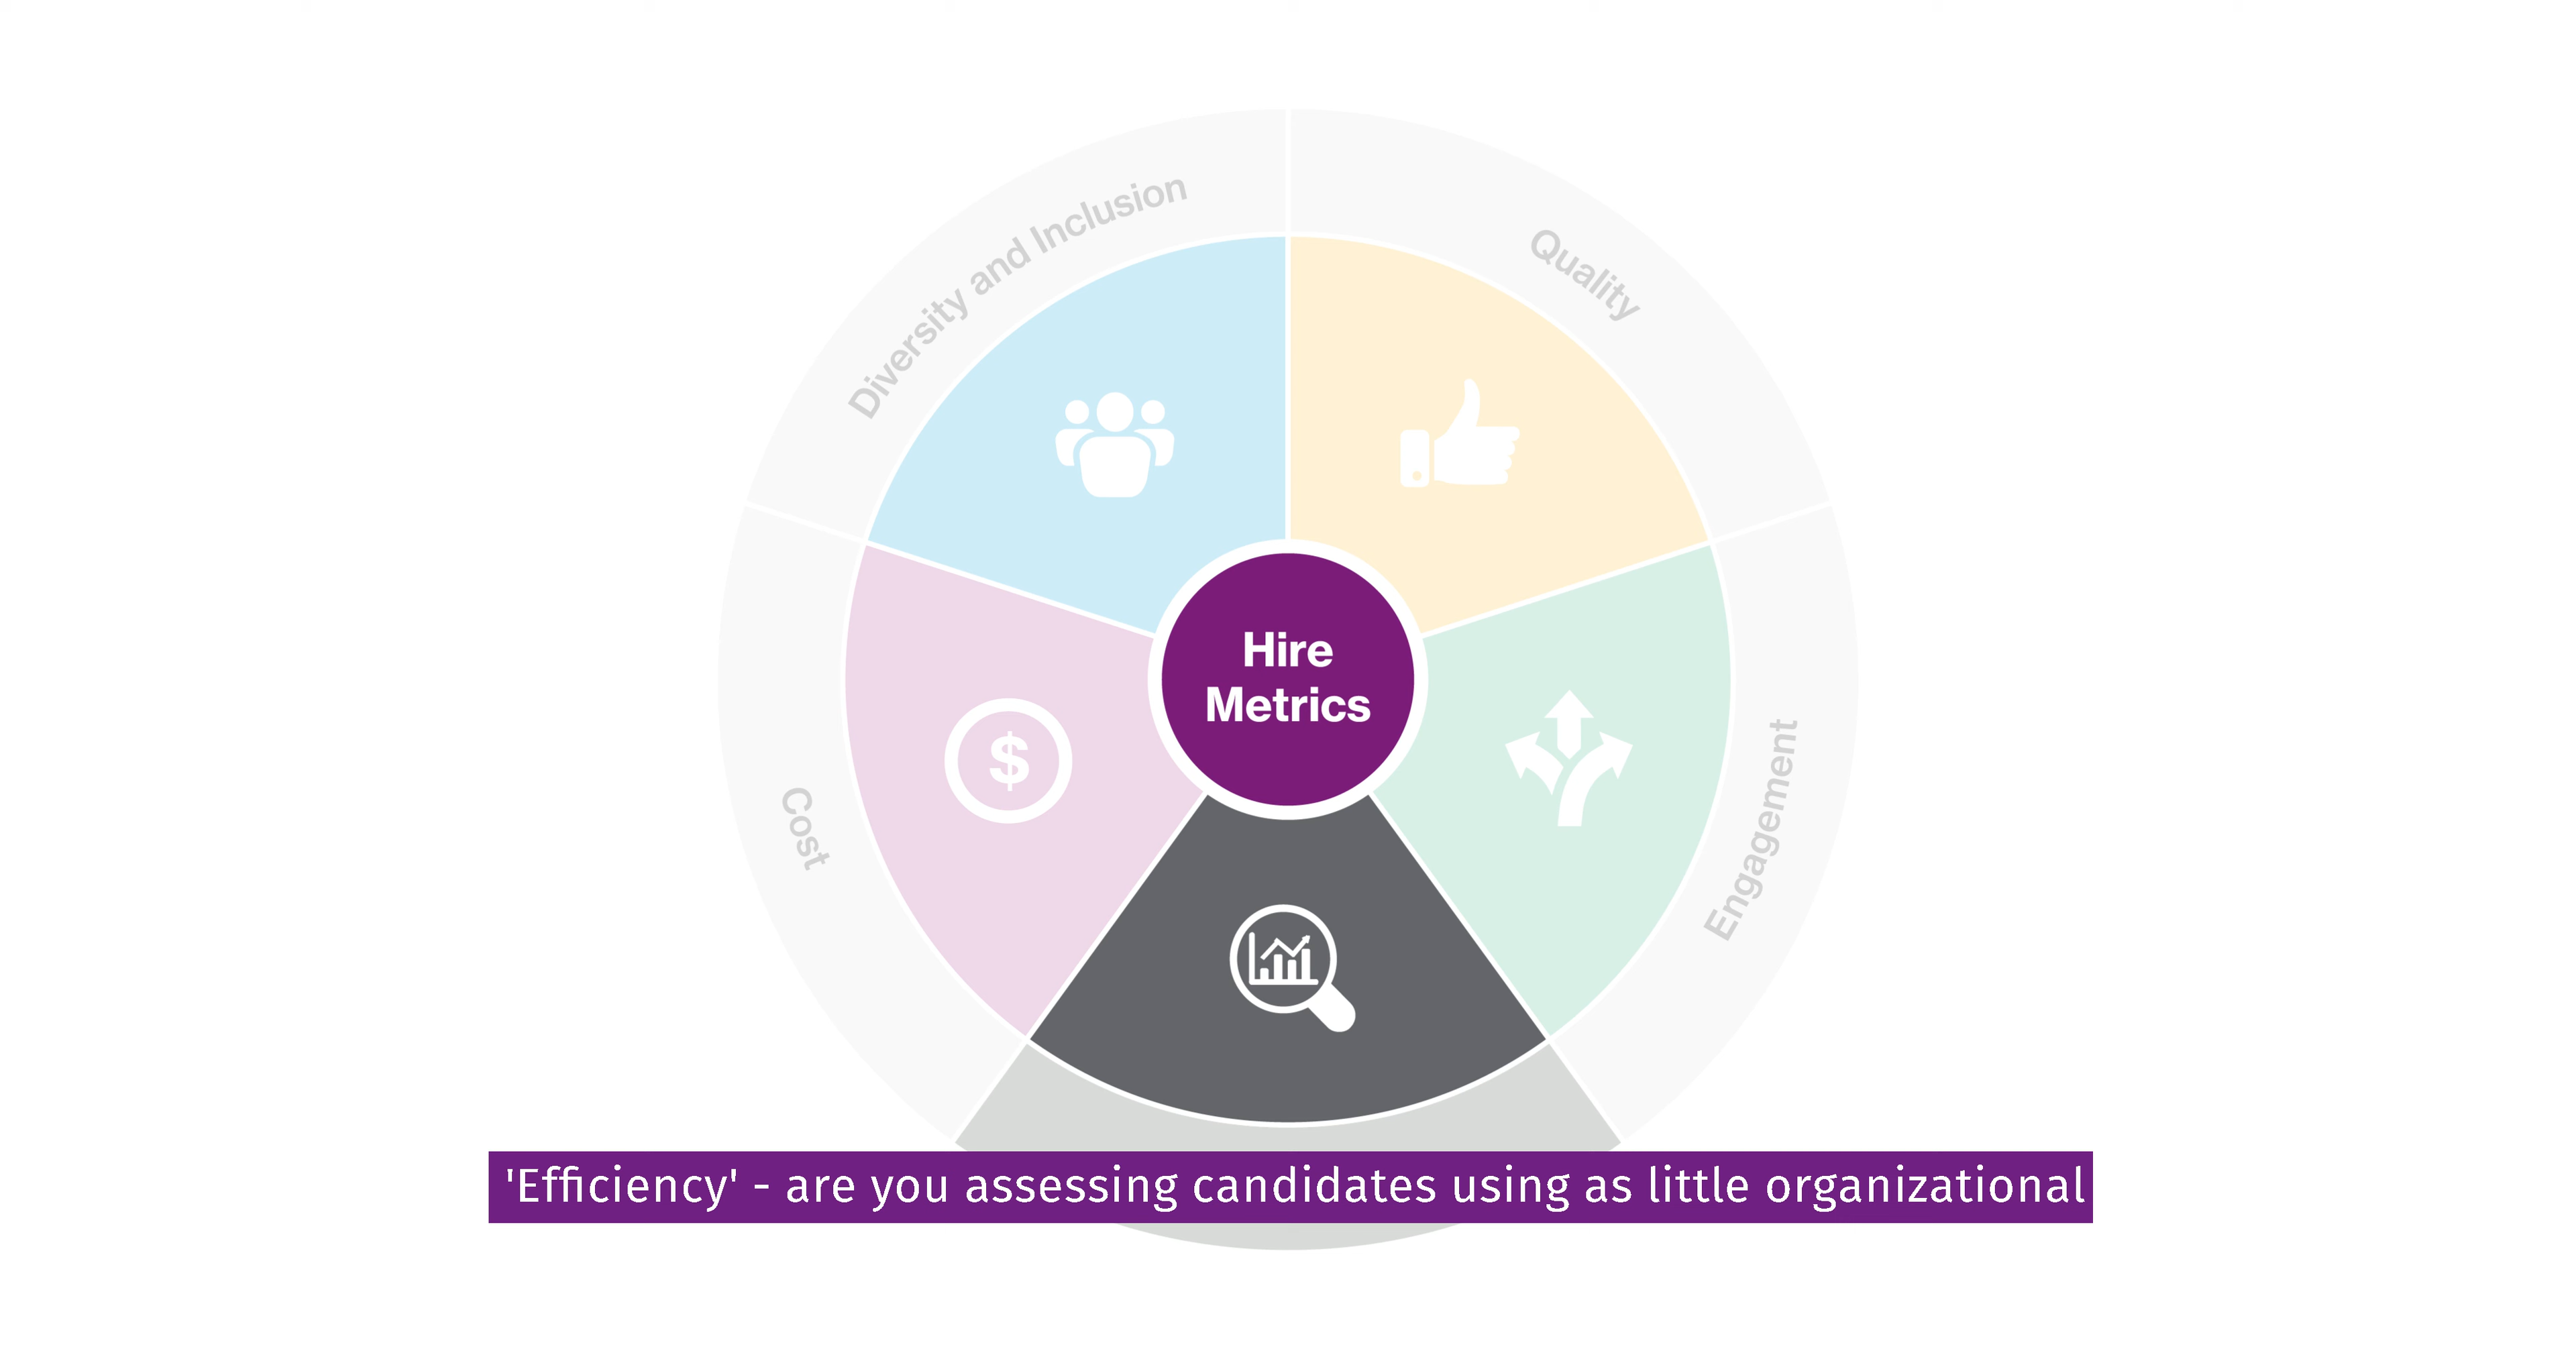 Diversity and Inclusion
Quality
Hire
Metrics
$
Cost
Engagement
'Efficiency' - are you assessing candidates using as little organizational